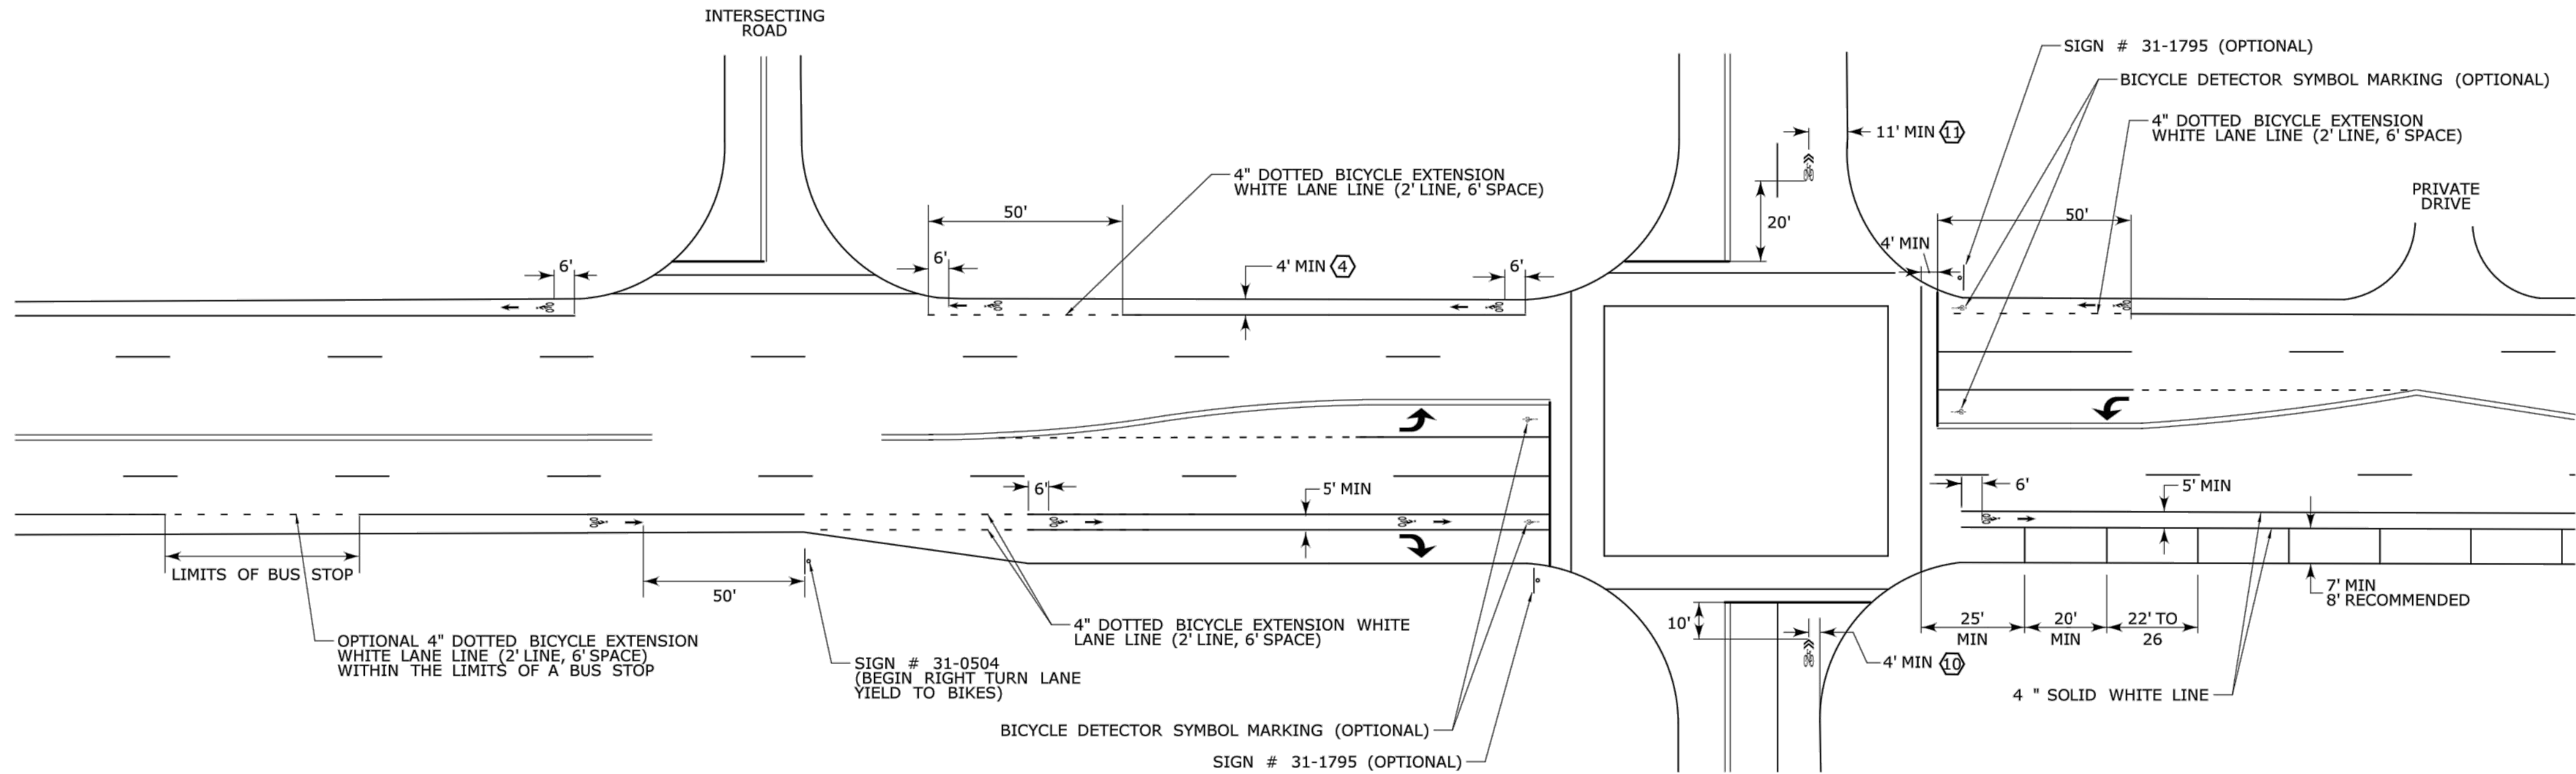 INTERSECTING
ROAD
SIGN # 31-1795 (OPTIONAL)
BICYCLE DETECTOR SYMBOL MARKING (OPTIONAL)
4" DOTTED BICYCLE EXTENSION
WHITE LANE LINE (2' LINE, 6' SPACE)
11' MIN 11
4" DOTTED BICYCLE EXTENSION
WHITE LANE LINE (2' LINE, 6' SPACE)
PRIVATE
DRIVE
50'
20'
50'
4' MIN
6'
6'
4' MIN 4
6'
6'
5' MIN
6'
5' MIN
LIMITS OF BUS STOP
50'
7' MIN
8' RECOMMENDED
25'
MIN
20'
MIN
22' TO
26
10'
4" DOTTED BICYCLE EXTENSION WHITE
LANE LINE (2' LINE, 6' SPACE)
OPTIONAL 4" DOTTED BICYCLE EXTENSION
WHITE LANE LINE (2' LINE, 6' SPACE)
WITHIN THE LIMITS OF A BUS STOP
SIGN # 31-0504
(BEGIN RIGHT TURN LANE
YIELD TO BIKES)
4' MIN 10
4 " SOLID WHITE LINE
BICYCLE DETECTOR SYMBOL MARKING (OPTIONAL)
SIGN # 31-1795 (OPTIONAL)